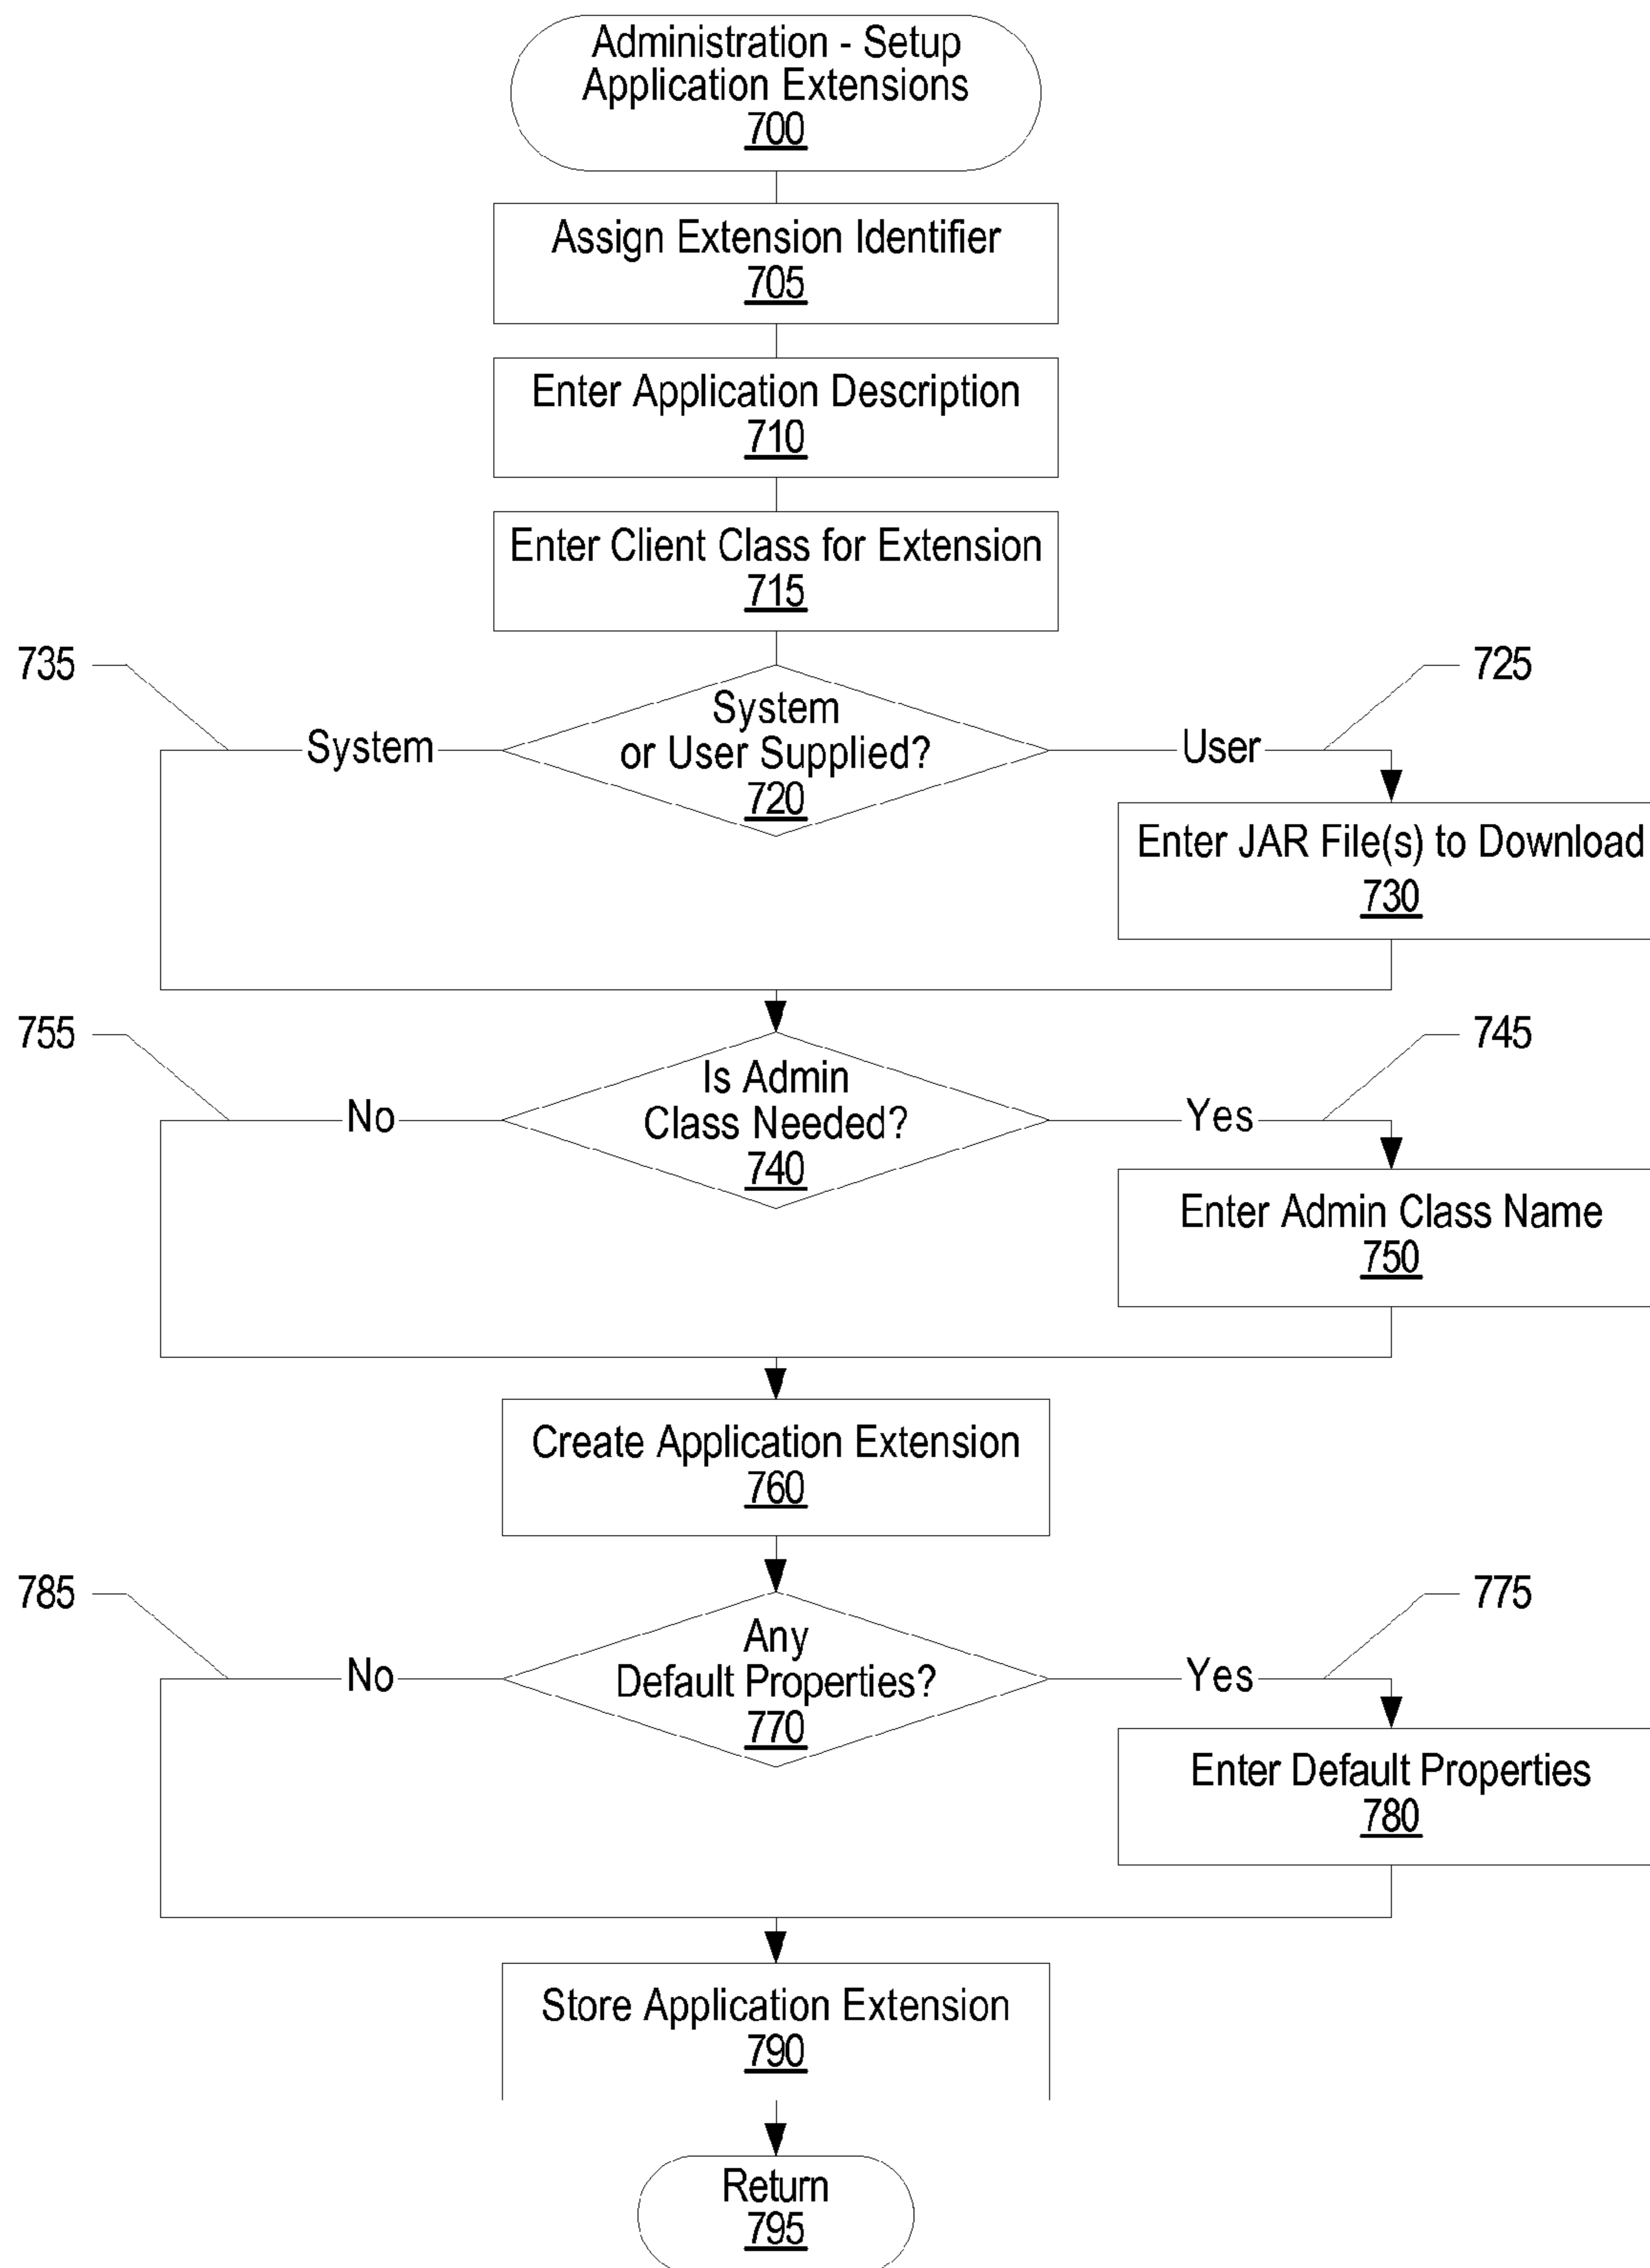 Administration - Setup
Application Extensions
700
Assign Extension Identifier
705
Enter Application Description
710
Enter Client Class for Extension
715
735
725
System
System
or User Supplied?
720
User
Enter JAR File(s) to Download
730
755
745
No
Is Admin
Class Needed?
740
Yes
Enter Admin Class Name
750
Create Application Extension
760
785
775
No
Any
Default Properties?
770
Yes
Enter Default Properties
780
Store Application Extension
790
Return
795